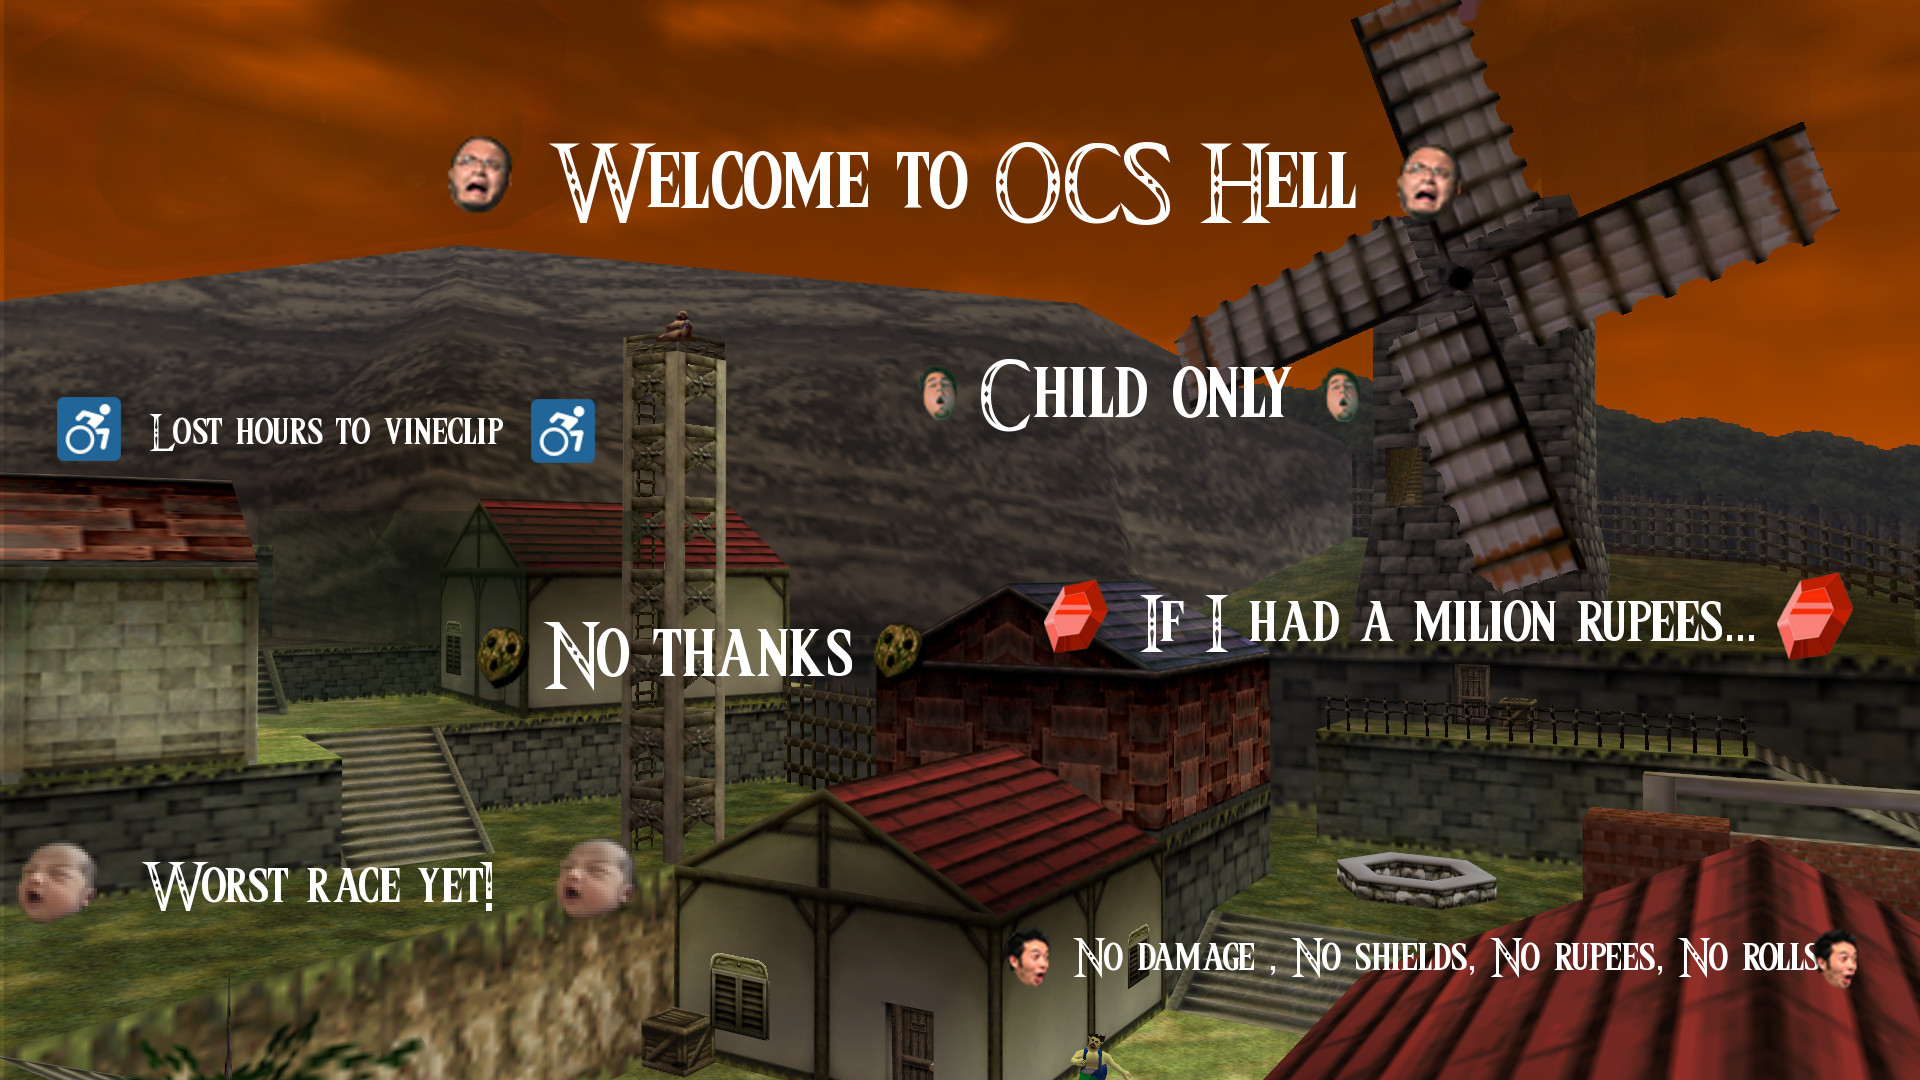 Welcome to OCS Hell
Child only
Lost hours to vineclip
If I had a milion rupees...
No thanks
Worst race yet!
No damage , No shields, No rupees, No rolls